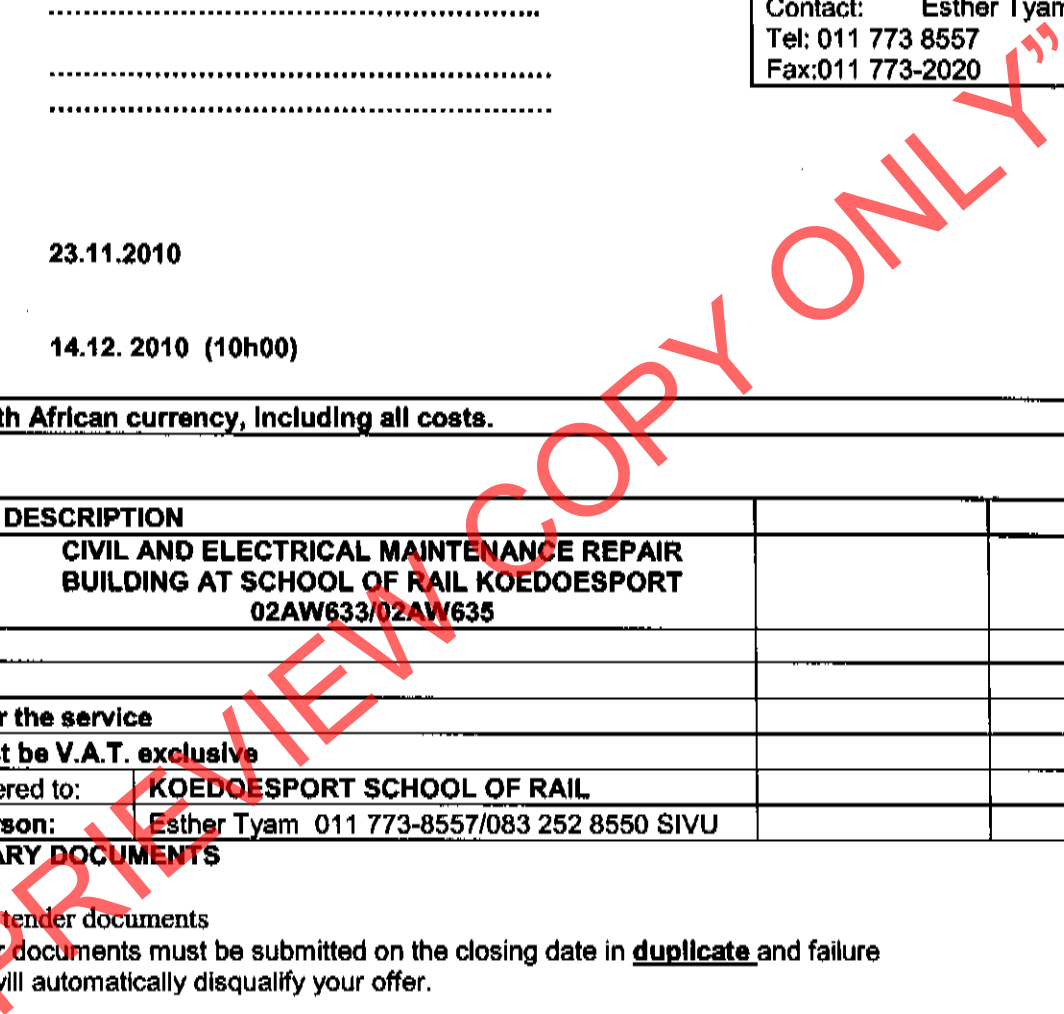 Contact: Esther Tyam
Tel: 011 773 8557
Fax:011 773-2020
23.11.2010
14.12. 2010 (10h00)
th African currency, including all costs.
DESCRIPTION
CIVIL AND ELECTRICAL MAINTENANCE REPAIR
BUILDING AT SCHOOL OF RAIL KOEDOESPORT
02AW633/02AW635
r the service
t be V.A.T. exclusive
ered to: KOEDOESPORT SCHOOL OF RAIL
rson: Esther Tyam 011 773-8557/083 252 8550 SIVU
ARY DOCUMENTS
tender documents
r documents must be submitted on the closing date in duplicate and failure
will automatically disqualify your offer.
PRIEVIEW COPY ONLY”